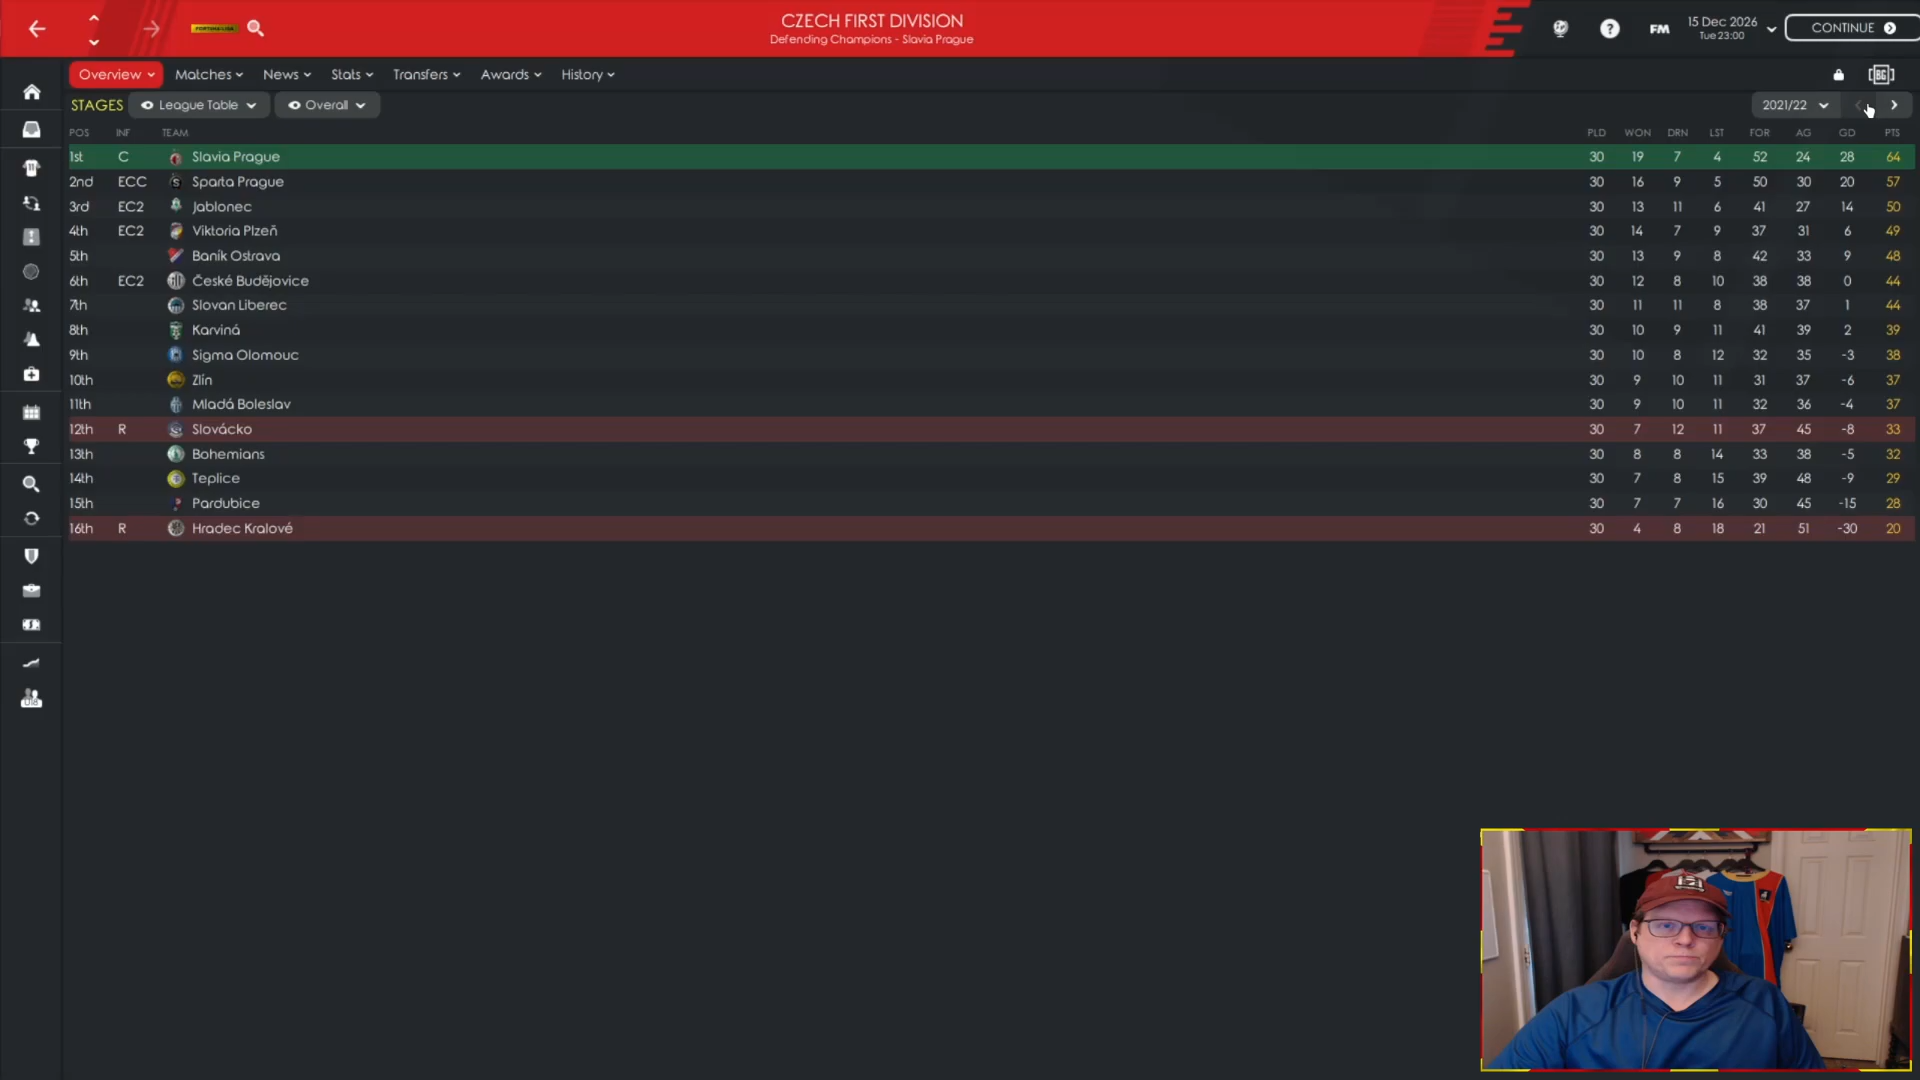 CZECH FIRST DIVISION
Defending Champions - Slavia Prague
FM
15 Dec 2026
Tue 23:00
CONTINUE
Overview Matches News Stats Transfers Awards History
STAGES League Table Overall 2021/22
POS INF TEAM PLD WON DRN LST FOR AG GD PTS
1st C Slavia Prague 30 19 7 4 52 24 28 64
2nd ECC Sparta Prague 30 16 9 5 50 30 20 57
3rd EC2 Jablonec 30 13 11 6 41 27 14 50
4th EC2 Viktoria Plzeň 30 14 7 9 37 31 6 49
5th Baník Ostrava 30 13 9 8 42 33 9 48
6th EC2 České Budějovice 30 12 8 10 38 38 0 44
7th Slovan Liberec 30 11 11 8 38 37 1 44
8th Karviná 30 10 9 11 41 39 2 39
9th Sigma Olomouc 30 10 8 12 32 35 -3 38
10th Zlín 30 9 10 11 31 37 -6 37
11th Mladá Boleslav 30 9 10 11 32 36 -4 37
12th R Slovácko 30 7 12 11 37 45 -8 33
13th Bohemians 30 8 8 14 33 38 -5 32
14th Teplice 30 7 8 15 39 48 -9 29
15th Pardubice 30 7 7 16 30 45 -15 28
16th R Hradec Kralové 30 4 8 18 21 51 -30 20
U18